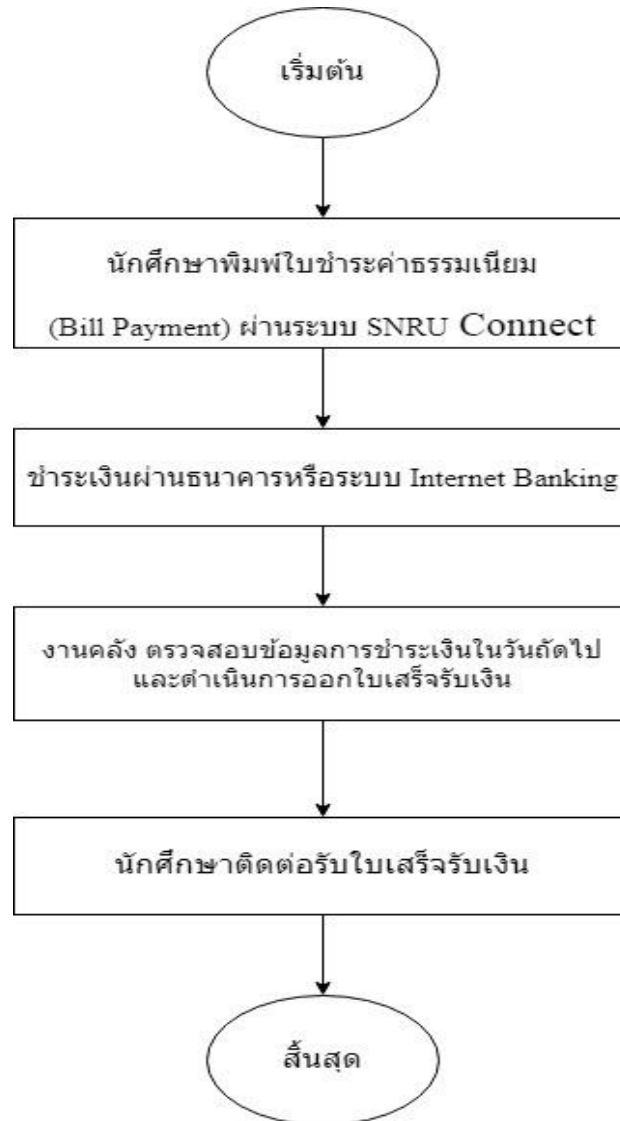 เริ่มต้น
นักศึกษาพิมพ์ใบชำระค่าธรรมเนียม
(Bill Payment) ผ่านระบบ SNRU Connect
ชำระเงินผ่านธนาคารหรือระบบ Internet Banking
งานคลัง ตรวจสอบข้อมูลการชำระเงินในวันถัดไป
และดำเนินการออกใบเสร็จรับเงิน
นักศึกษาติดต่อรับใบเสร็จรับเงิน
สิ้นสุด